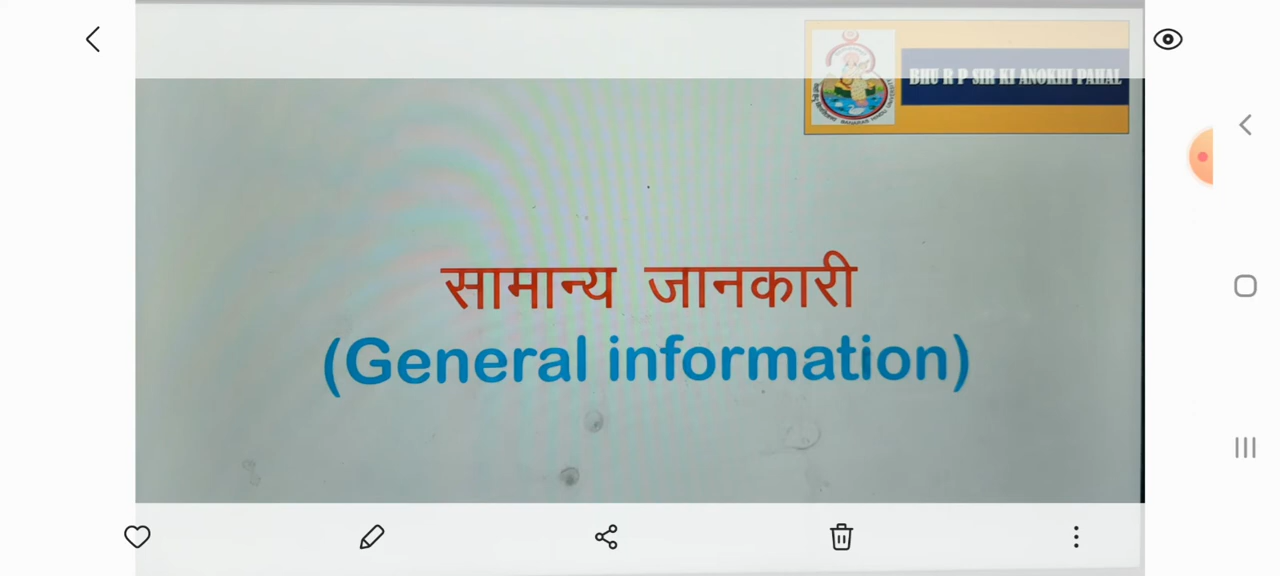 BHU R P SIR KI ANOKHI PAHAL
सामान्य जानकारी
(General information)